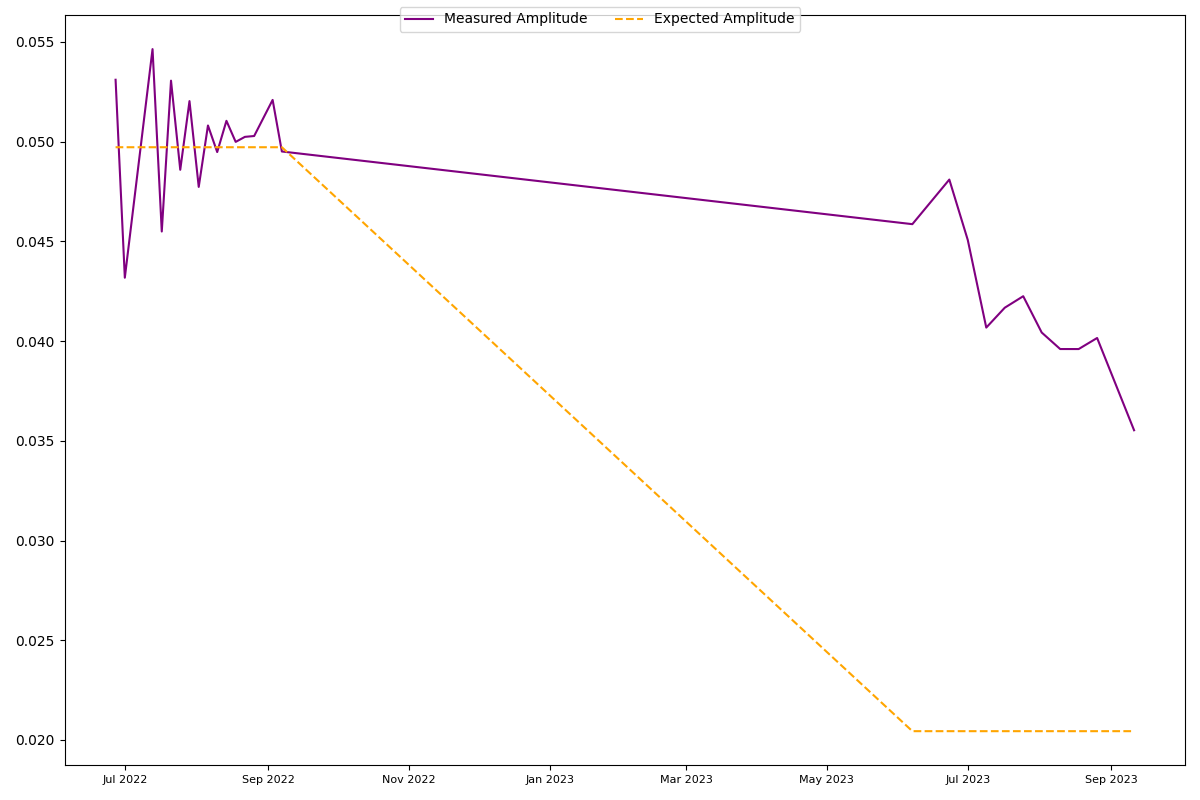 Measured Amplitude
Expected Amplitude
0.055
0.050
0.045
0.040
0.035
0.030
0.025
0.020
Jul 2022
Sep 2022
Nov 2022
Jan 2023
Mar 2023
May 2023
Jul 2023
Sep 2023